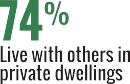 74%
Live with others in
private dwellings